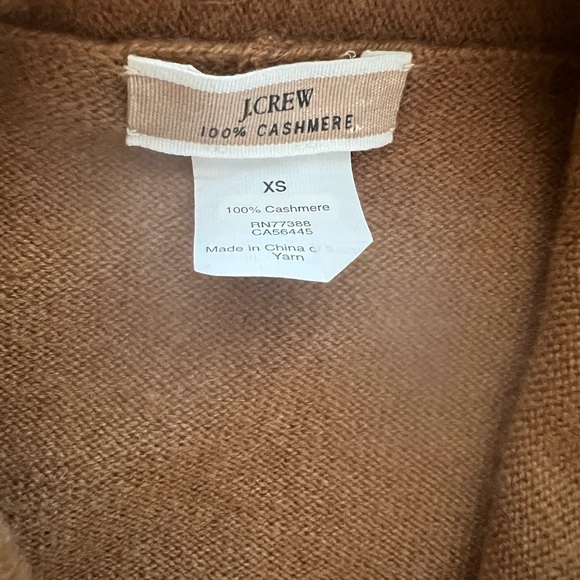 J.CREW
100% CASHMERE
XS
100% Cashmere
RN77388
CA56445
Made in China
Yarn